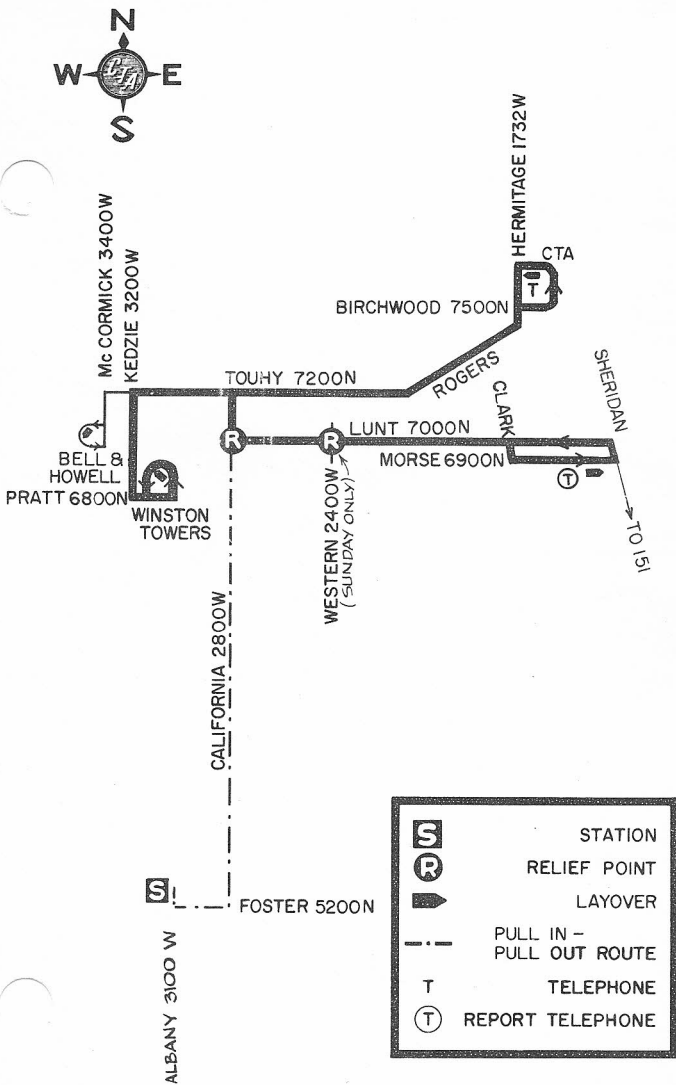 N
W CTA E
S
HERMITAGE 1732W
Mc CORMICK 3400W
KEDZIE 3200W
CTA
T
BIRCHWOOD 7500N
TOUHY 7200N
ROGERS
CLARK
SHERIDAN
R
R
LUNT 7000N
MORSE 6900N
T
BELL &
HOWELL
PRATT 6800N
WINSTON
TOWERS
WESTERN 2400W
(SUNDAY ONLY)
TO 151
CALIFORNIA 2800W
S
FOSTER 5200N
ALBANY 3100 W
S STATION
R RELIEF POINT
LAYOVER
PULL IN -
PULL OUT ROUTE
T TELEPHONE
T REPORT TELEPHONE